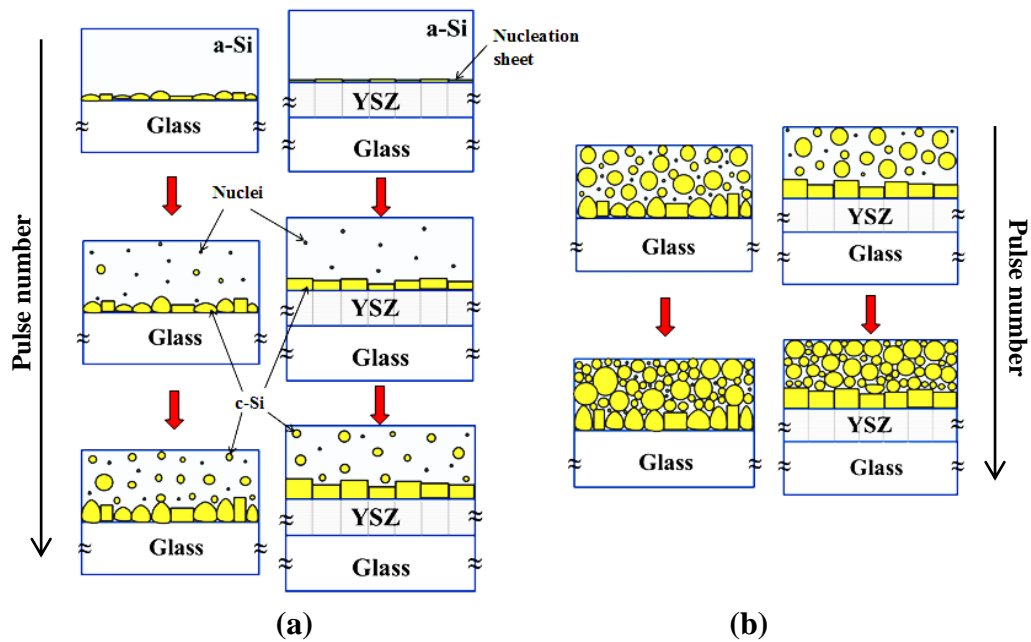 a-Si
Glass
a-Si
Nucleation
sheet
YSZ
Glass
Pulse number
Nuclei
Glass
YSZ
Glass
c-Si
Glass
YSZ
Glass
(a)
Glass
YSZ
Glass
Pulse number
Glass
YSZ
Glass
(b)